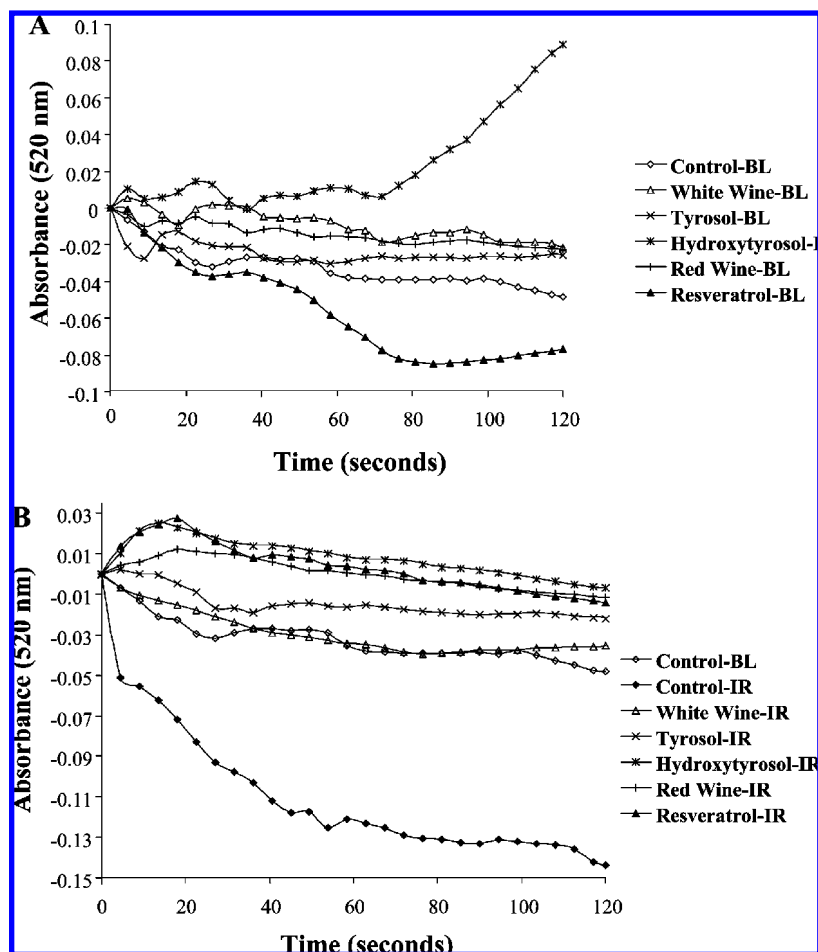 A
0.1
0.08
0.06
0.04
0.02
0
-0.02
-0.04
-0.06
-0.08
-0.1
Absorbance (520 nm)
0 20 40 60 80 100 120
Time (seconds)
Control-BL
White Wine-BL
Tyrosol-BL
Hydroxytyrosol-
Red Wine-BL
Resveratrol-BL
B
0.03
0.01
-0.01
-0.03
-0.05
-0.07
-0.09
-0.11
-0.13
-0.15
Absorbance (520 nm)
0 20 40 60 80 100 120
Time (seconds)
Control-BL
Control-IR
White Wine-IR
Tyrosol-IR
Hydroxytyrosol-IR
Red Wine-IR
Resveratrol-IR